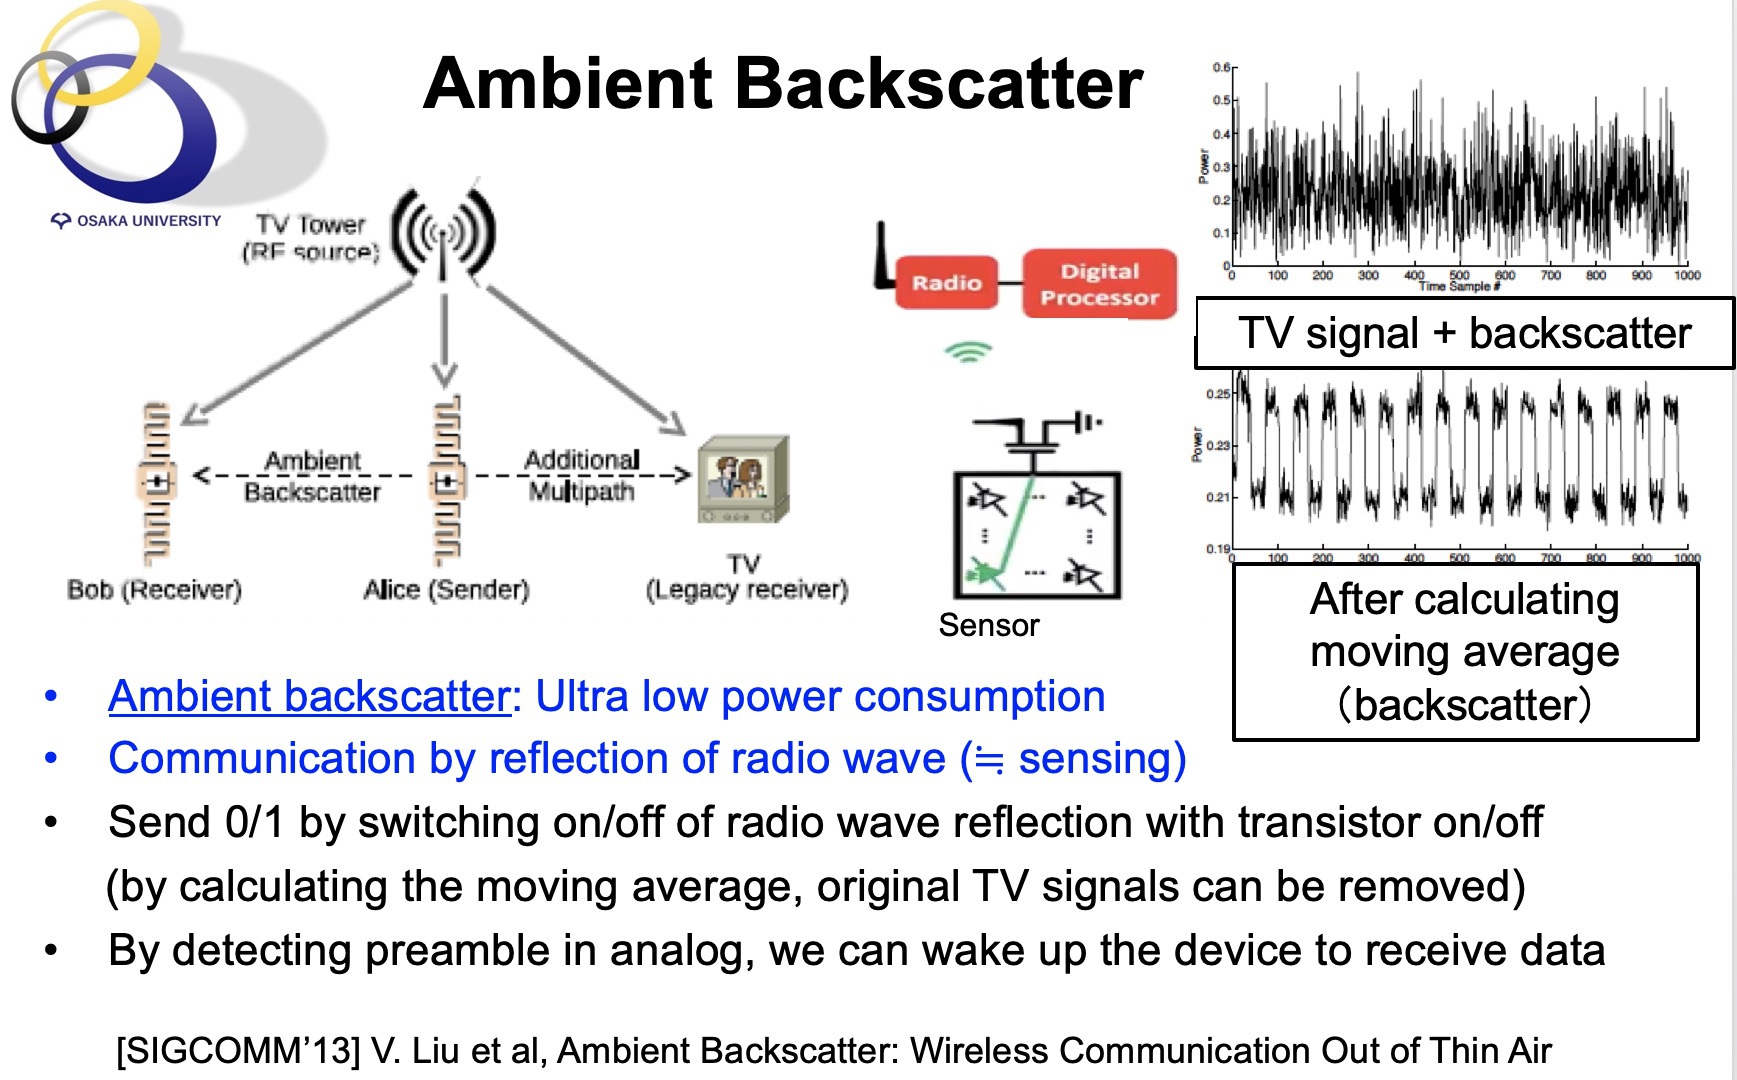 Ambient Backscatter
OSAKA UNIVERSITY
TV Tower
(RF source)
Ambient
Backscatter
Additional
Multipath
Bob (Receiver)
Alice (Sender)
TV
(Legacy receiver)
Radio
Digital
Processor
Sensor
0.6
0.5
0.4
0.3
0.2
0.1
0
Power
0 100 200 300 400 500 600 700 800 900 1000
Time Sample #
TV signal + backscatter
0.25
0.23
0.21
0.19
Power
100 200 300 400 500 600 700 800 900 1000
After calculating
moving average
（backscatter）
• Ambient backscatter: Ultra low power consumption
• Communication by reflection of radio wave (≒ sensing)
• Send 0/1 by switching on/off of radio wave reflection with transistor on/off
(by calculating the moving average, original TV signals can be removed)
• By detecting preamble in analog, we can wake up the device to receive data
[SIGCOMM’13] V. Liu et al, Ambient Backscatter: Wireless Communication Out of Thin Air